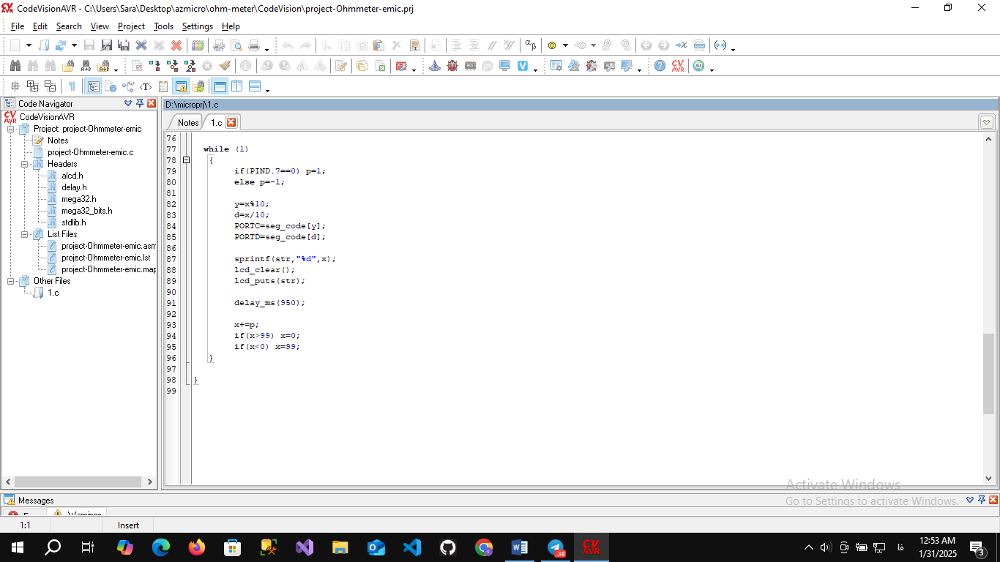 CodeVisionAVR - C:\Users\Sara\Desktop\azmicro\ohm-meter\CodeVision\project-Ohmmeter-emic.prj
File Edit Search View Project Tools Settings Help
Code Navigator
CodeVisionAVR
Project: project-Ohmmeter-emic
Notes
project-Ohmmeter-emic.c
Headers
alcd.h
delay.h
mega32.h
mega32_bits.h
stdlib.h
List Files
project-Ohmmeter-emic.asm
project-Ohmmeter-emic.lst
project-Ohmmeter-emic.map
Other Files
1.c
D:\microprj\1.c
Notes 1.c
76
77 while (1)
78 {
79 if(PIND.7==0) p=1;
80 else p=-1;
81
82 y=x%10;
83 d=x/10;
84 PORTC=seg_code[y];
85 PORTD=seg_code[d];
86
87 sprintf(str,"%d",x);
88 lcd_clear();
89 lcd_puts(str);
90
91 delay_ms(950);
92
93 x+=p;
94 if(x>99) x=0;
95 if(x<0) x=99;
96 }
97
98 }
99
Activate Windows
Go to Settings to activate Windows.
Messages
Warnings
1:1 Insert
38
CV AVR
فا
12:53 AM
1/31/2025
3